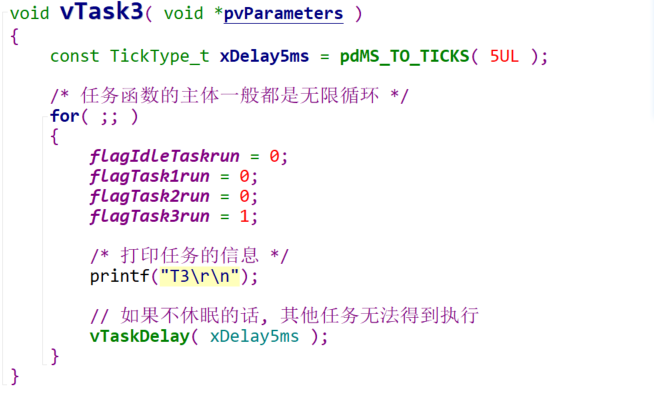 void vTask3( void *pvParameters )
{
    const TickType_t xDelay5ms = pdMS_TO_TICKS( 5UL );
    /* 任务函数的主体一般都是无限循环 */
    for( ;; )
    {
        flagIdleTaskrun = 0;
        flagTask1run = 0;
        flagTask2run = 0;
        flagTask3run = 1;
        /* 打印任务的信息 */
        printf("T3\r\n");
        // 如果不休眠的话, 其他任务无法得到执行
        vTaskDelay( xDelay5ms );
    }
}